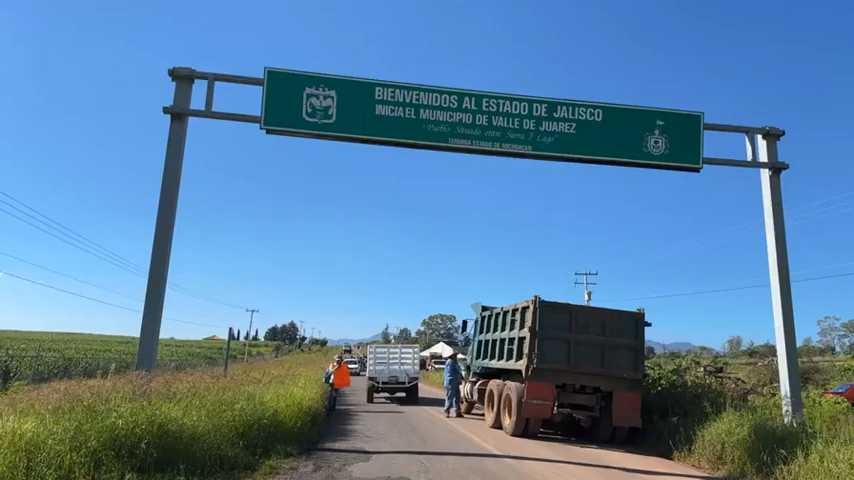 BIENVENIDOS AL ESTADO DE JALISCO
INICIA EL MUNICIPIO DE VALLE DE JUAREZ
"Pueblo Situado entre Sierra y Lago"
TERMINA ESTADO DE MICHOACAN